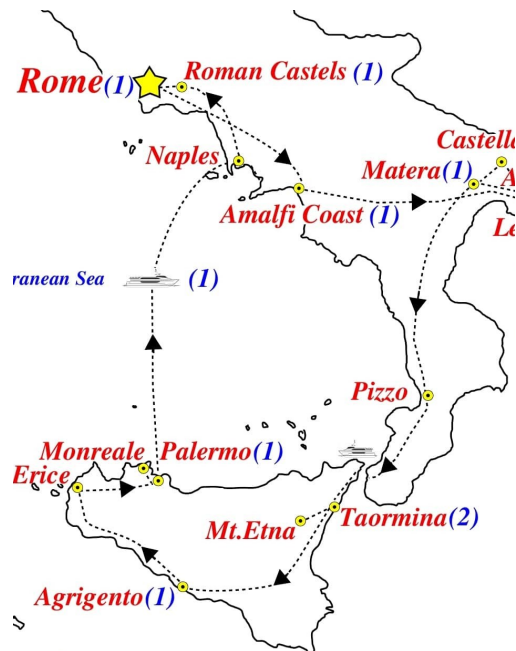 Roman Castels (1)
Rome (1)
Castella
Naples
Matera (1)
A
Amalfi Coast (1)
Le
ranean Sea
(1)
Pizzo
Monreale
Palermo (1)
Erice
Taormina (2)
Mt.Etna
Agrigento (1)